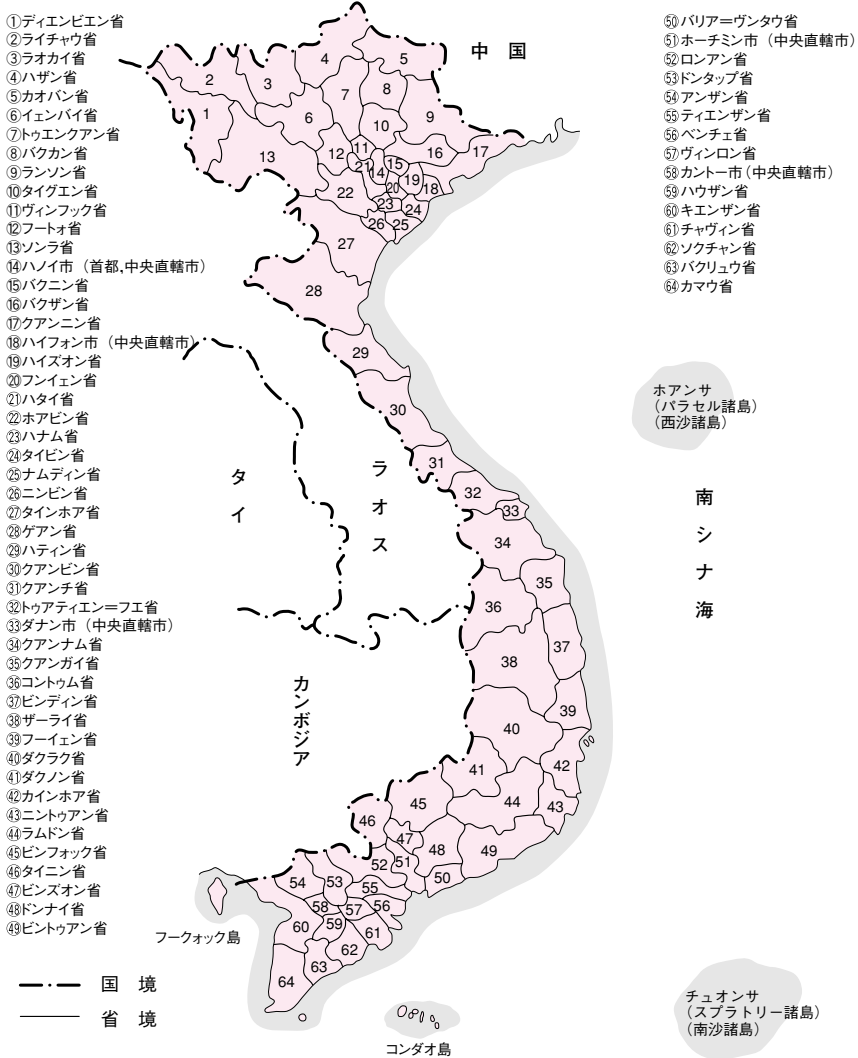 ①ディエンビエン省
②ライチャウ省
③ラオカイ省
④ハザン省
⑤カオバン省
⑥イェンバイ省
⑦トゥエンクアン省
⑧バクカン省
⑨ランソン省
⑩タイグエン省
⑪ヴィンフック省
⑫フートォ省
⑬ソンラ省
⑭ハノイ市（首都,中央直轄市）
⑮バクニン省
⑯バクザン省
⑰クアンニン省
⑱ハイフォン市（中央直轄市）
⑲ハイズオン省
⑳フンイェン省
㉑ハタイ省
㉒ホアビン省
㉓ハナム省
㉔タイビン省
㉕ナムディン省
㉖ニンビン省
㉗タインホア省
㉘ゲアン省
㉙ハティン省
㉚クアンビン省
㉛クアンチ省
㉜トゥアティエン＝フエ省
㉝ダナン市（中央直轄市）
㉞クアンナム省
㉟クアンガイ省
㊱コントゥム省
㊲ビンディン省
㊳ザーライ省
㊴フーイェン省
㊵ダクラク省
㊶ダクノン省
㊷カインホア省
㊸ニントゥアン省
㊹ラムドン省
㊺ビンフォック省
㊻タイニン省
㊼ビンズオン省
㊽ドンナイ省
㊾ビントゥアン省
㊿バリア＝ヴンタウ省
51ホーチミン市（中央直轄市）
52ロンアン省
53ドンタップ省
54アンザン省
55ティエンザン省
56ベンチェ省
57ヴィンロン省
58カントー市（中央直轄市）
59ハウザン省
60キエンザン省
61チャヴィン省
62ソクチャン省
63バクリュウ省
64カマウ省
中国
1
2
3
4
5
6
7
8
9
10
11
12
13
14
15
16
17
18
19
20
21
22
23
24
25
26
27
28
29
30
31
32
33
34
35
36
37
38
39
40
41
42
43
44
45
46
47
48
49
50
51
52
53
54
55
56
57
58
59
60
61
62
63
64
タイ
ラオス
カンボジア
南シナ海
ホアンサ
（パラセル諸島）
（西沙諸島）
フークォック島
コンダオ島
チュオンサ
（スプラトリー諸島）
（南沙諸島）
国境
省境